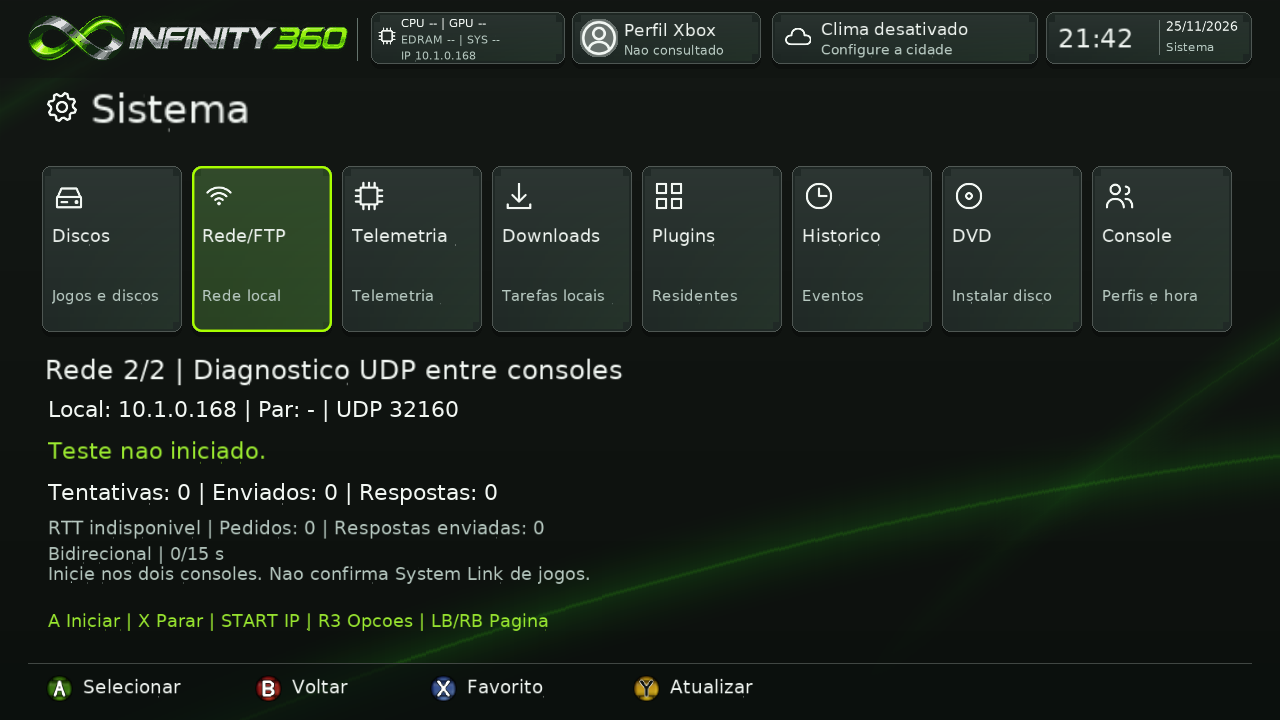 INFINITY 360
CPU -- | GPU --
EDRAM -- | SYS --
IP 10.1.0.168
Perfil Xbox
Nao consultado
Clima desativado
Configure a cidade
21:42
25/11/2026
Sistema
Sistema
Discos
Jogos e discos
Rede/FTP
Rede local
Telemetria
Telemetria
Downloads
Tarefas locais
Plugins
Residentes
Historico
Eventos
DVD
Instalar disco
Console
Perfis e hora
Rede 2/2 | Diagnostico UDP entre consoles
Local: 10.1.0.168 | Par: - | UDP 32160
Teste nao iniciado.
Tentativas: 0 | Enviados: 0 | Respostas: 0
RTT indisponivel | Pedidos: 0 | Respostas enviadas: 0
Bidirecional | 0/15 s
Inicie nos dois consoles. Nao confirma System Link de jogos.
A Iniciar | X Parar | START IP | R3 Opcoes | LB/RB Pagina
A Selecionar
B Voltar
X Favorito
Y Atualizar